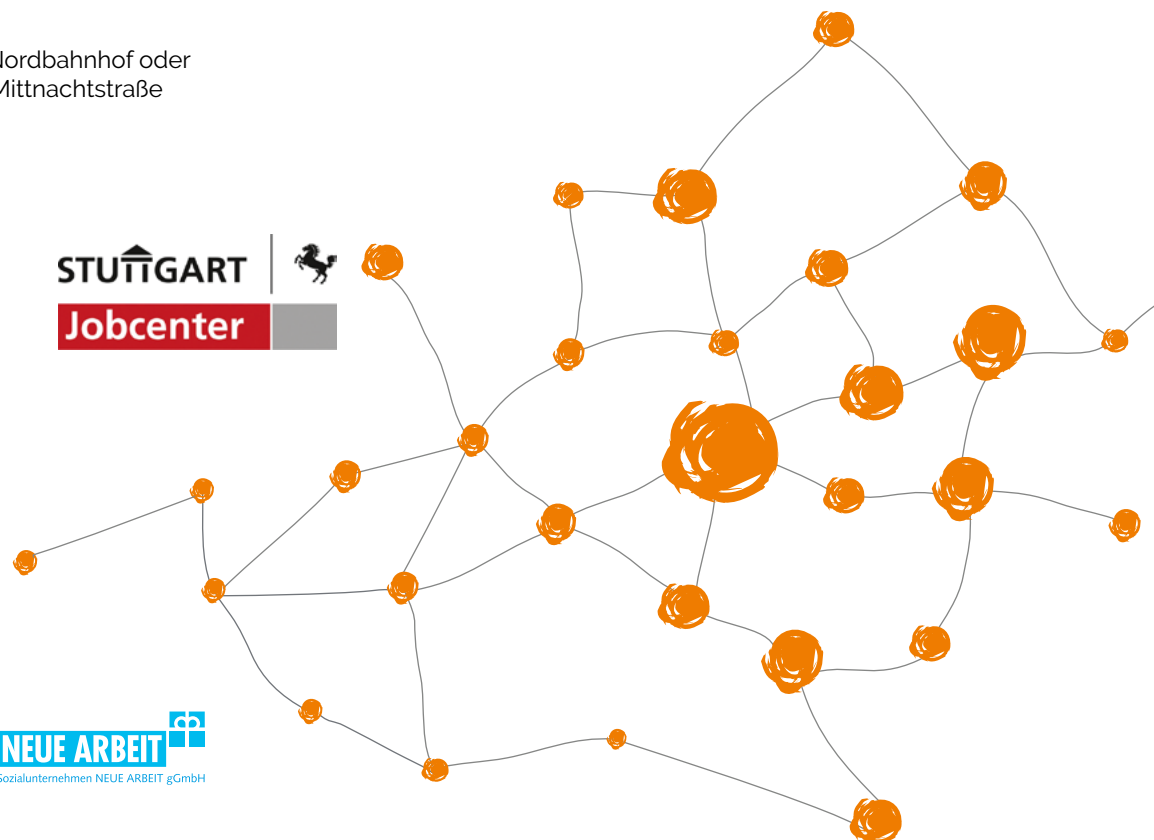 Nordbahnhof oder
Mittnachtstraße
STUTTGART
Jobcenter
NEUE ARBEIT
Sozialunternehmen NEUE ARBEIT gGmbH